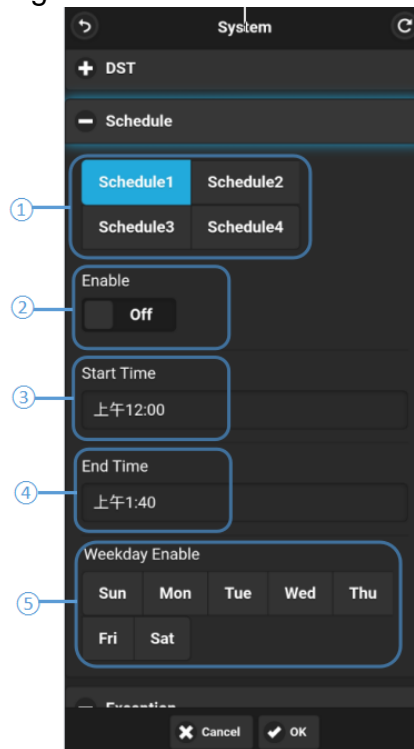 g
System
DST
Schedule
Schedule1 Schedule2
① Schedule3 Schedule4
Enable
② Off
Start Time
③ 上午12:00
End Time
④ 上午1:40
Weekday Enable
Sun Mon Tue Wed Thu
⑤ Fri Sat
Exception
Cancel OK